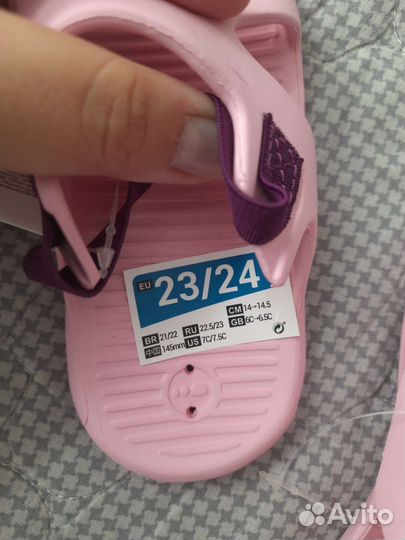 EU 23/24
BR 21/22 RU 22.5/23 CM 14→14.5
中国 145mm US 7C/7.5C GB 6C→6.5C
Avito